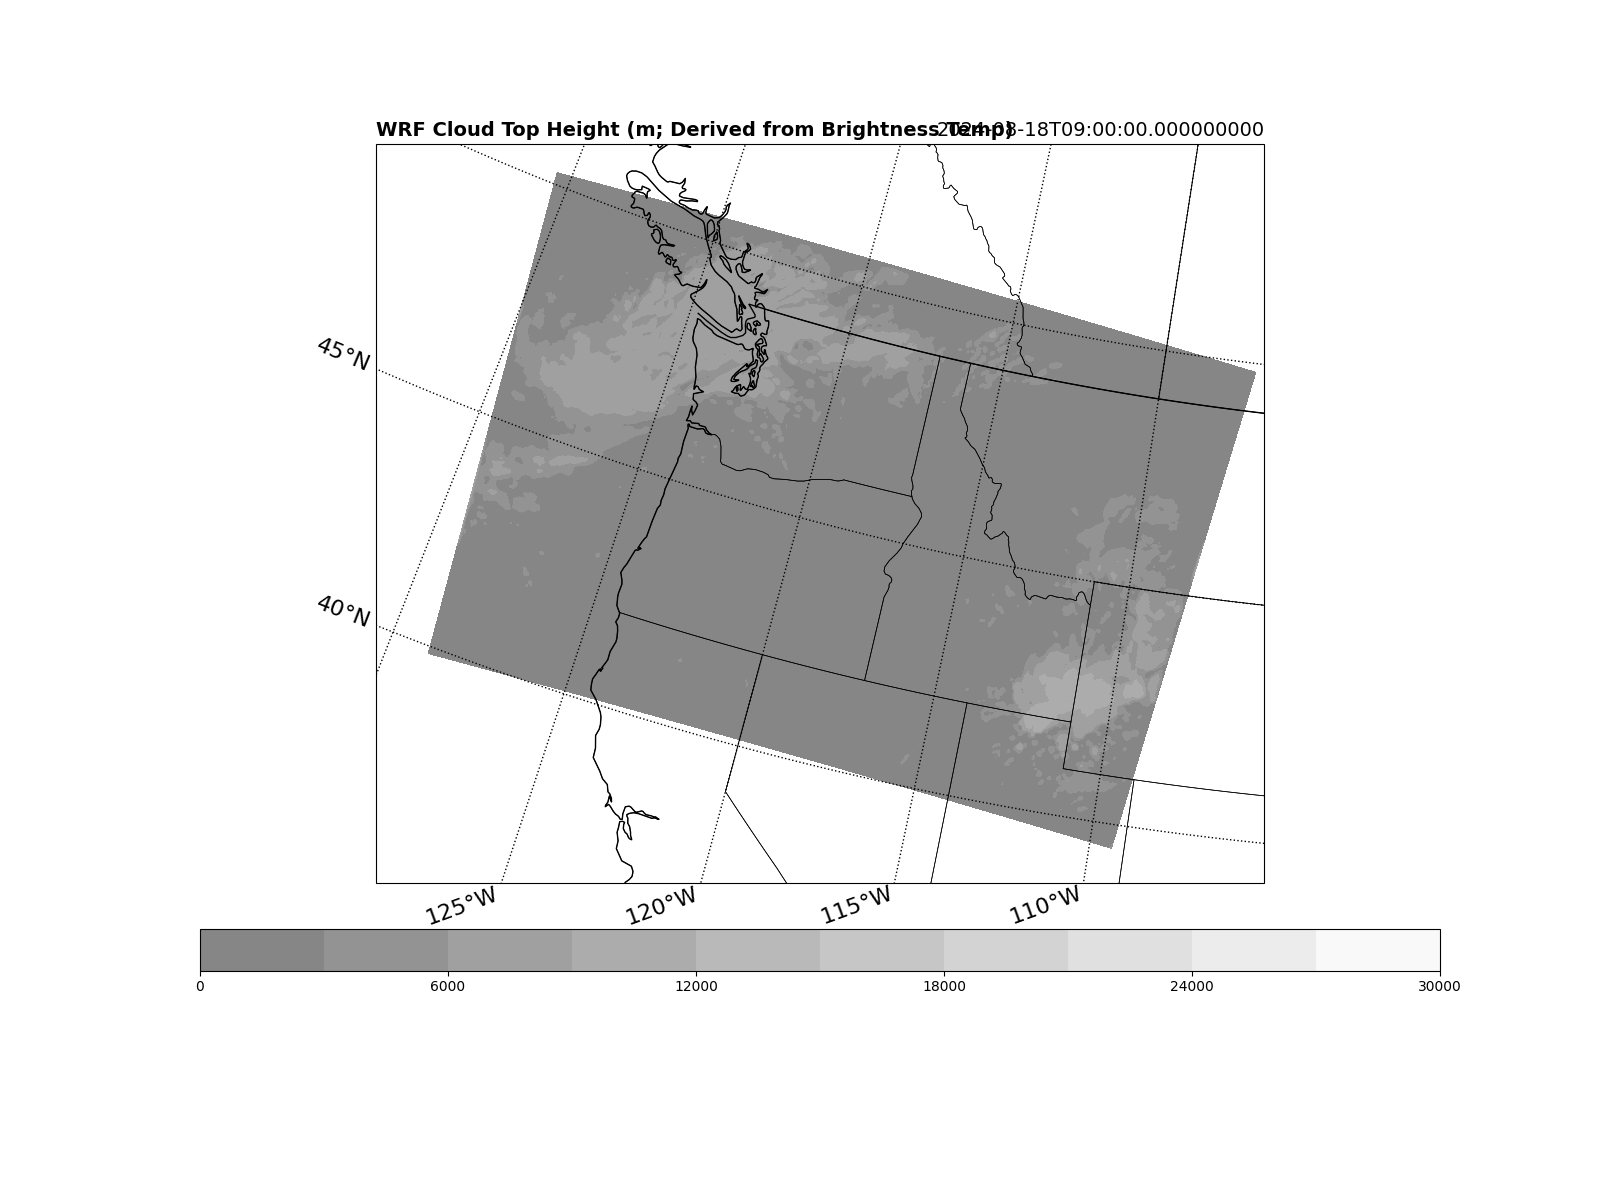 WRF Cloud Top Height (m; Derived from Brightness Temp)
2024-08-18T09:00:00.000000000
45°N
40°N
125°W 120°W 115°W 110°W
0 6000 12000 18000 24000 30000